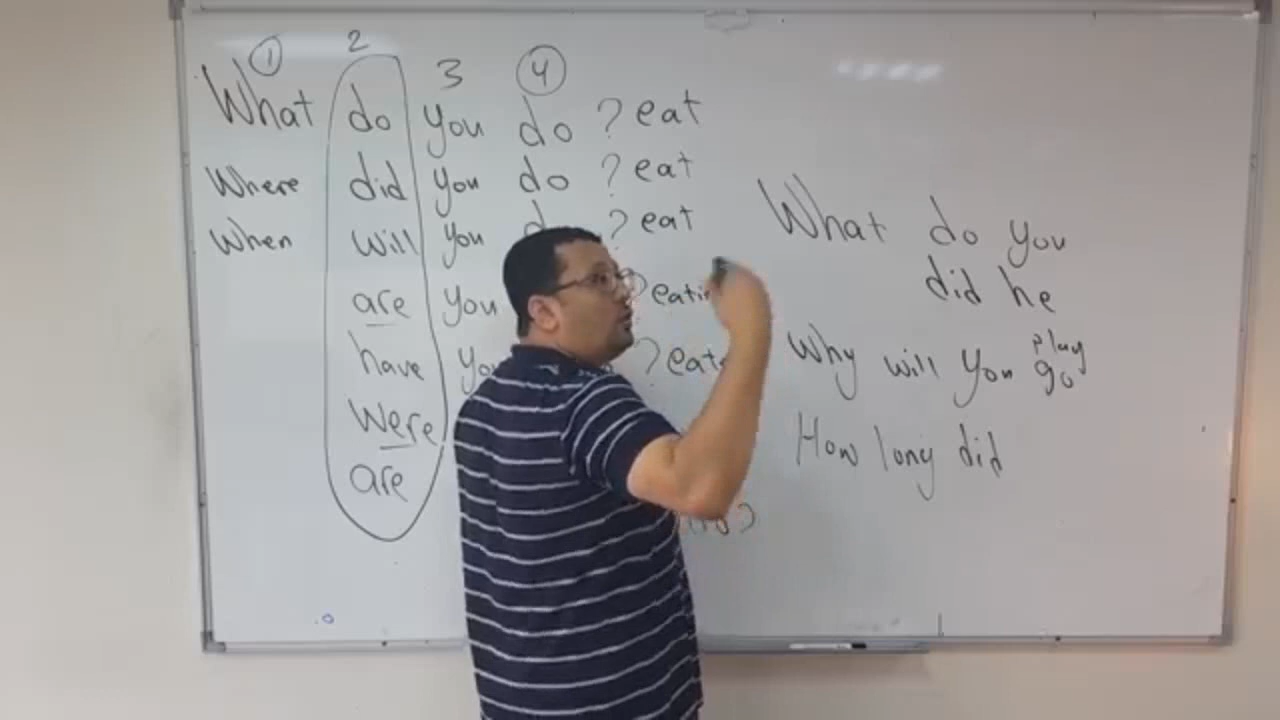 1 2 3 4
What do you do ? eat
Where did you do ? eat
When will you ? eat
are you ?
have ?
were
are
What do you
did he
play
Why will you go
How long did